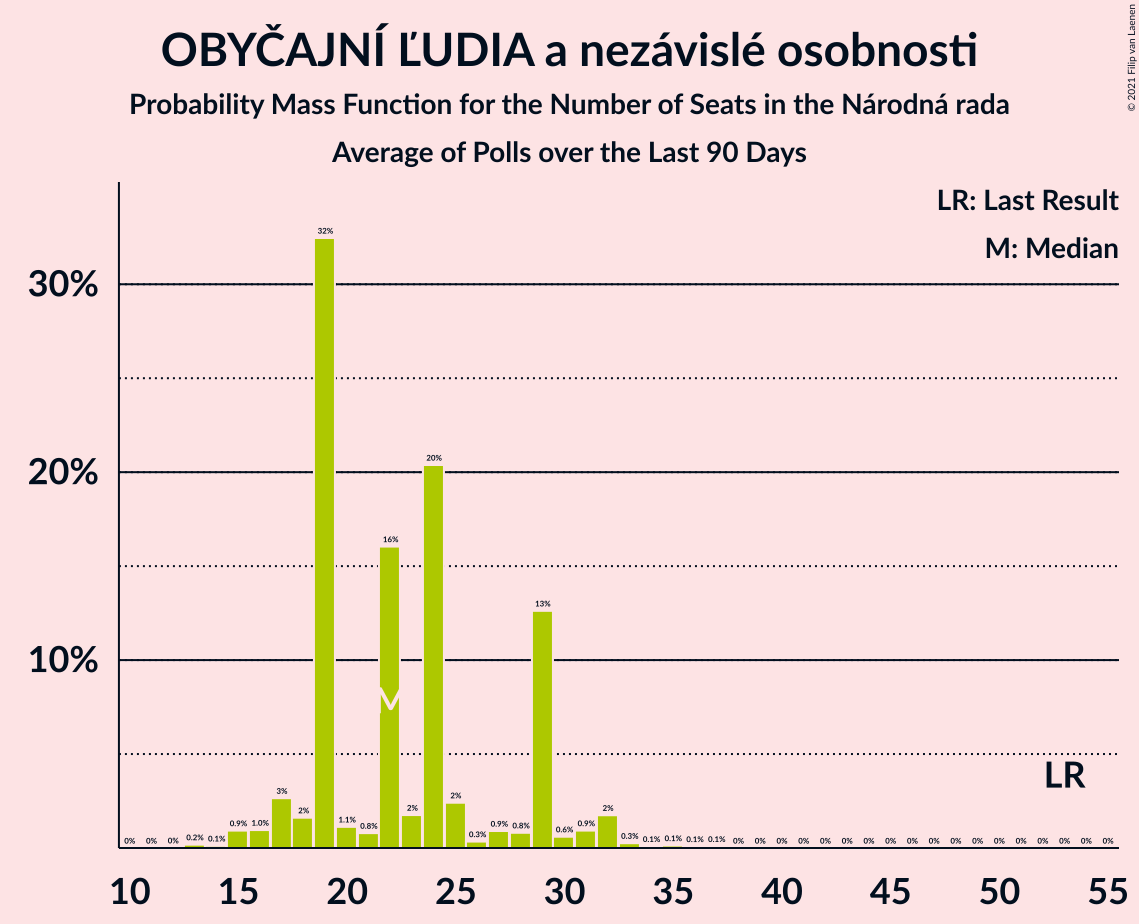 OBYČAJNÍ ĽUDIA a nezávislé osobnosti
Probability Mass Function for the Number of Seats in the Národná rada
Average of Polls over the Last 90 Days
© 2021 Filip van Laenen
LR: Last Result
M: Median
30%
20%
10%
0% 0% 0% 0.2% 0.1% 0.9% 1.0% 3% 2% 32% 1.1% 0.8% 16% 2% 20% 2% 0.3% 0.9% 0.8% 13% 0.6% 0.9% 2% 0.3% 0.1% 0.1% 0.1% 0.1% 0% 0% 0% 0% 0% 0% 0% 0% 0% 0% 0% 0% 0% 0% 0% 0% 0% 0%
M
LR
10 15 20 25 30 35 40 45 50 55